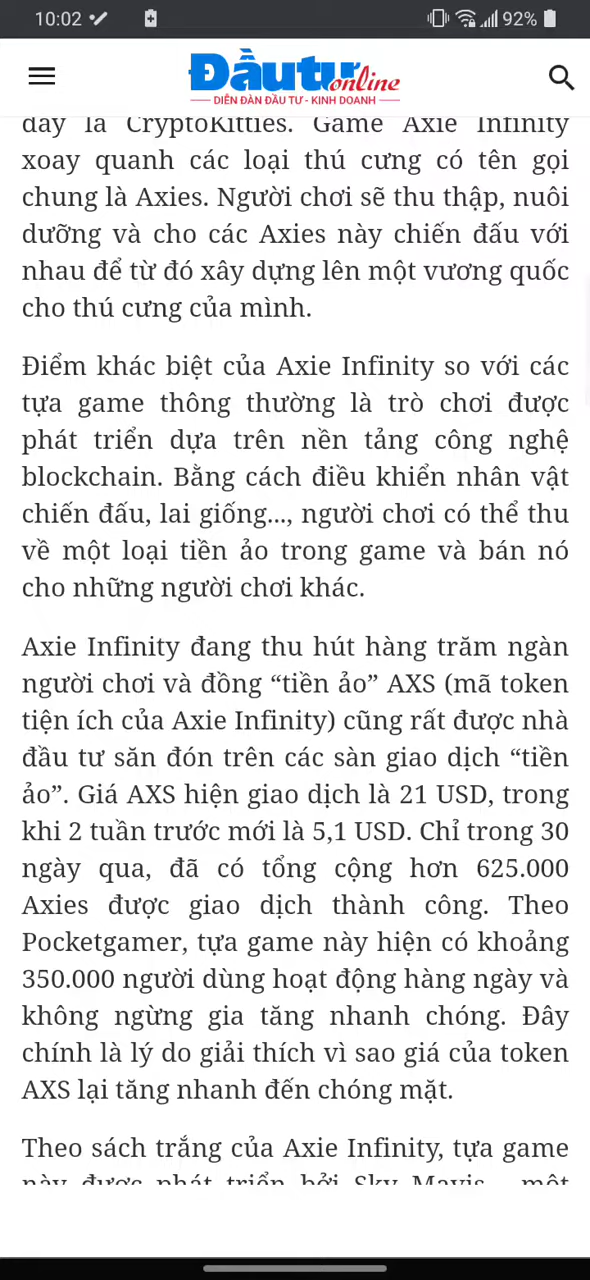 10:02
92%
Đầutư online
DIỄN ĐÀN ĐẦU TƯ - KINH DOANH
đây là CryptoKitties. Game Axie Infinity
xoay quanh các loại thú cưng có tên gọi
chung là Axies. Người chơi sẽ thu thập, nuôi
dưỡng và cho các Axies này chiến đấu với
nhau để từ đó xây dựng lên một vương quốc
cho thú cưng của mình.
Điểm khác biệt của Axie Infinity so với các
tựa game thông thường là trò chơi được
phát triển dựa trên nền tảng công nghệ
blockchain. Bằng cách điều khiển nhân vật
chiến đấu, lai giống..., người chơi có thể thu
về một loại tiền ảo trong game và bán nó
cho những người chơi khác.
Axie Infinity đang thu hút hàng trăm ngàn
người chơi và đồng “tiền ảo” AXS (mã token
tiện ích của Axie Infinity) cũng rất được nhà
đầu tư săn đón trên các sàn giao dịch “tiền
ảo”. Giá AXS hiện giao dịch là 21 USD, trong
khi 2 tuần trước mới là 5,1 USD. Chỉ trong 30
ngày qua, đã có tổng cộng hơn 625.000
Axies được giao dịch thành công. Theo
Pocketgamer, tựa game này hiện có khoảng
350.000 người dùng hoạt động hàng ngày và
không ngừng gia tăng nhanh chóng. Đây
chính là lý do giải thích vì sao giá của token
AXS lại tăng nhanh đến chóng mặt.
Theo sách trắng của Axie Infinity, tựa game
này được phát triển bởi Sky Mavis - một